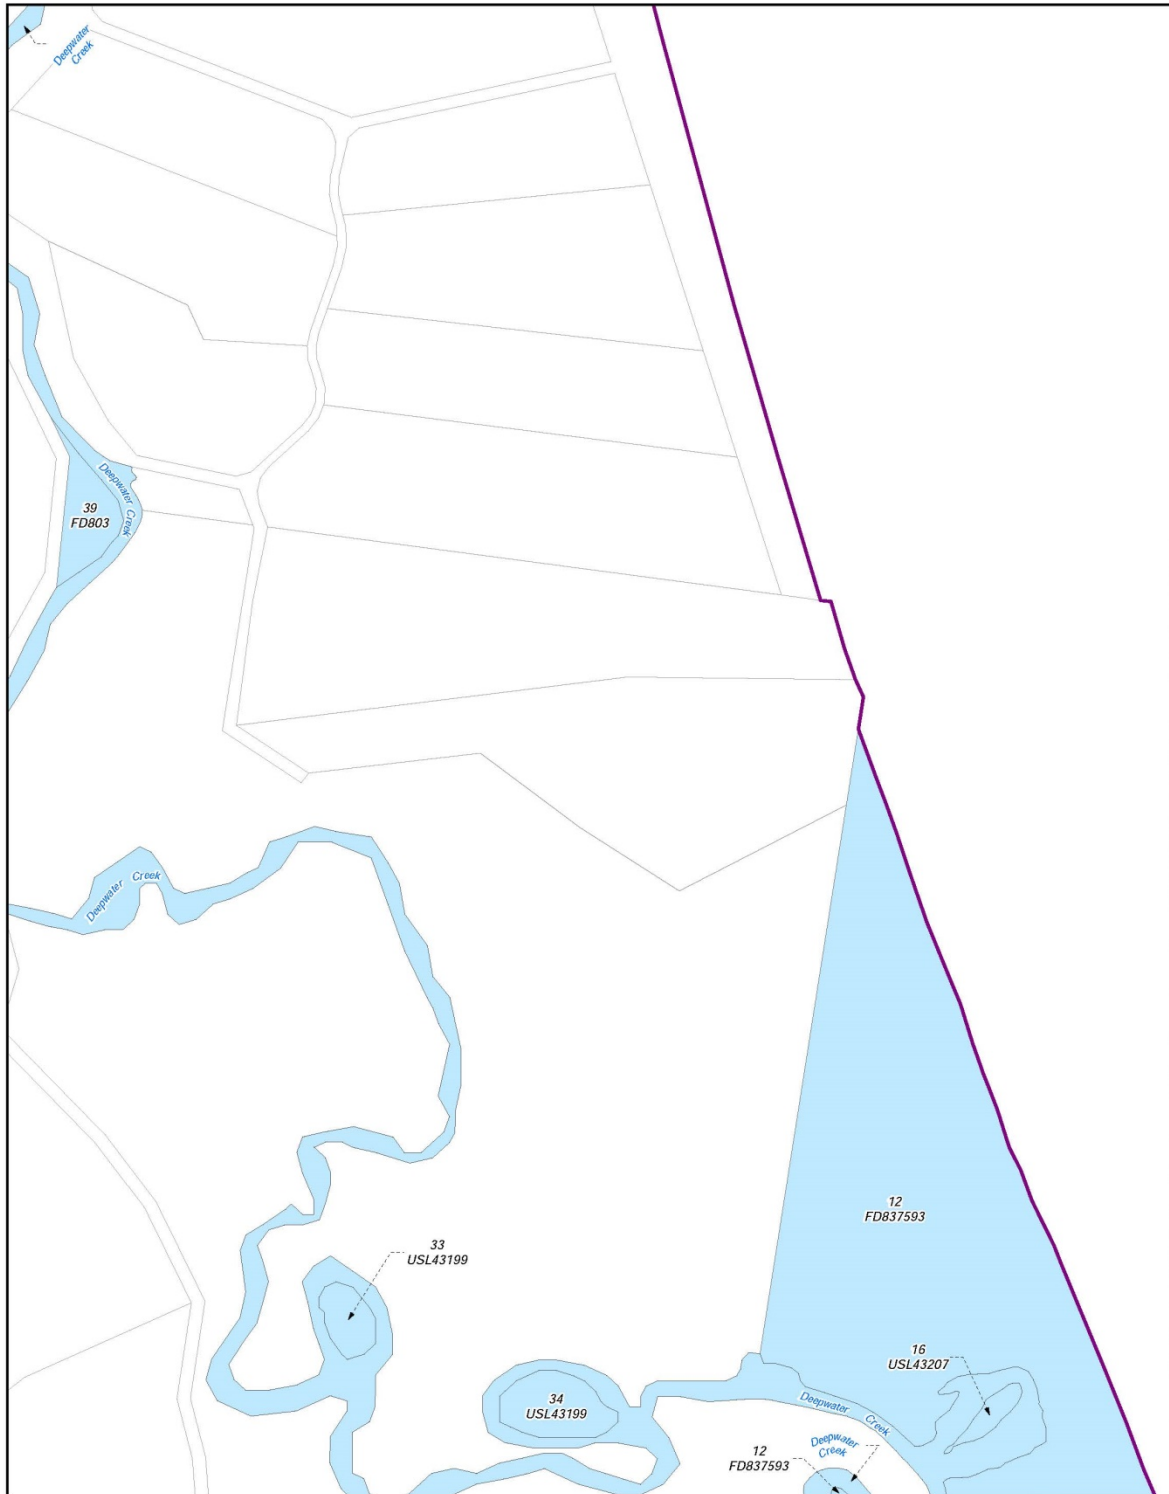 Deepwater
Creek
Deepwater Creek
39
FD803
Deepwater Creek
12
FD837593
33
USL43199
16
USL43207
34
USL43199
Deepwater Creek
Deepwater
Creek
12
FD837593